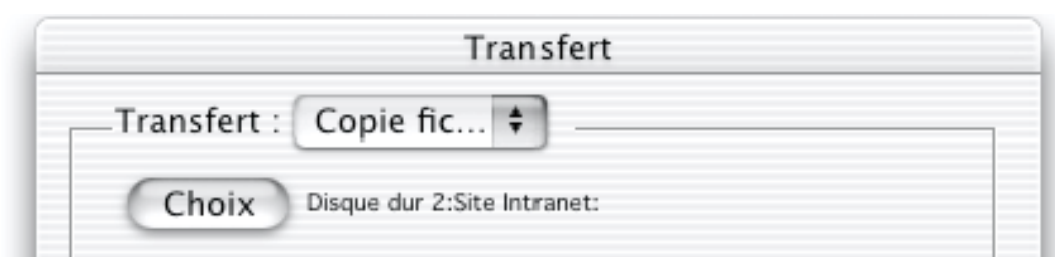 Transfert
Transfert : Copie fic...
Choix Disque dur 2:Site Intranet: